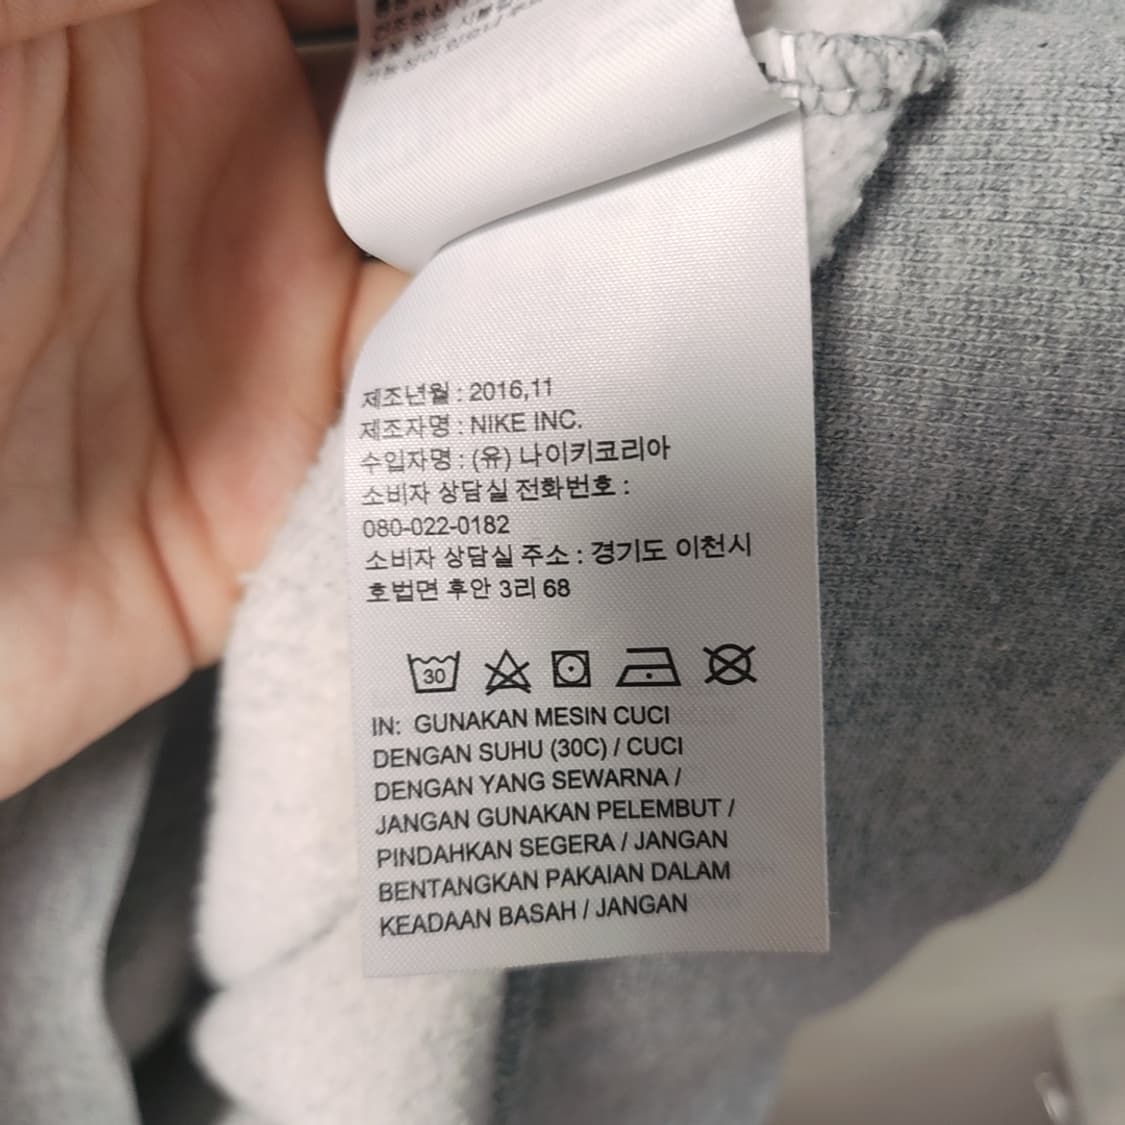 제조년월 : 2016,11
제조자명 : NIKE INC.
수입자명 : (유) 나이키코리아
소비자 상담실 전화번호 :
080-022-0182
소비자 상담실 주소 : 경기도 이천시
호법면 후안 3리 68
30
IN: GUNAKAN MESIN CUCI
DENGAN SUHU (30C) / CUCI
DENGAN YANG SEWARNA /
JANGAN GUNAKAN PELEMBUT /
PINDAHKAN SEGERA / JANGAN
BENTANGKAN PAKAIAN DALAM
KEADAAN BASAH / JANGAN